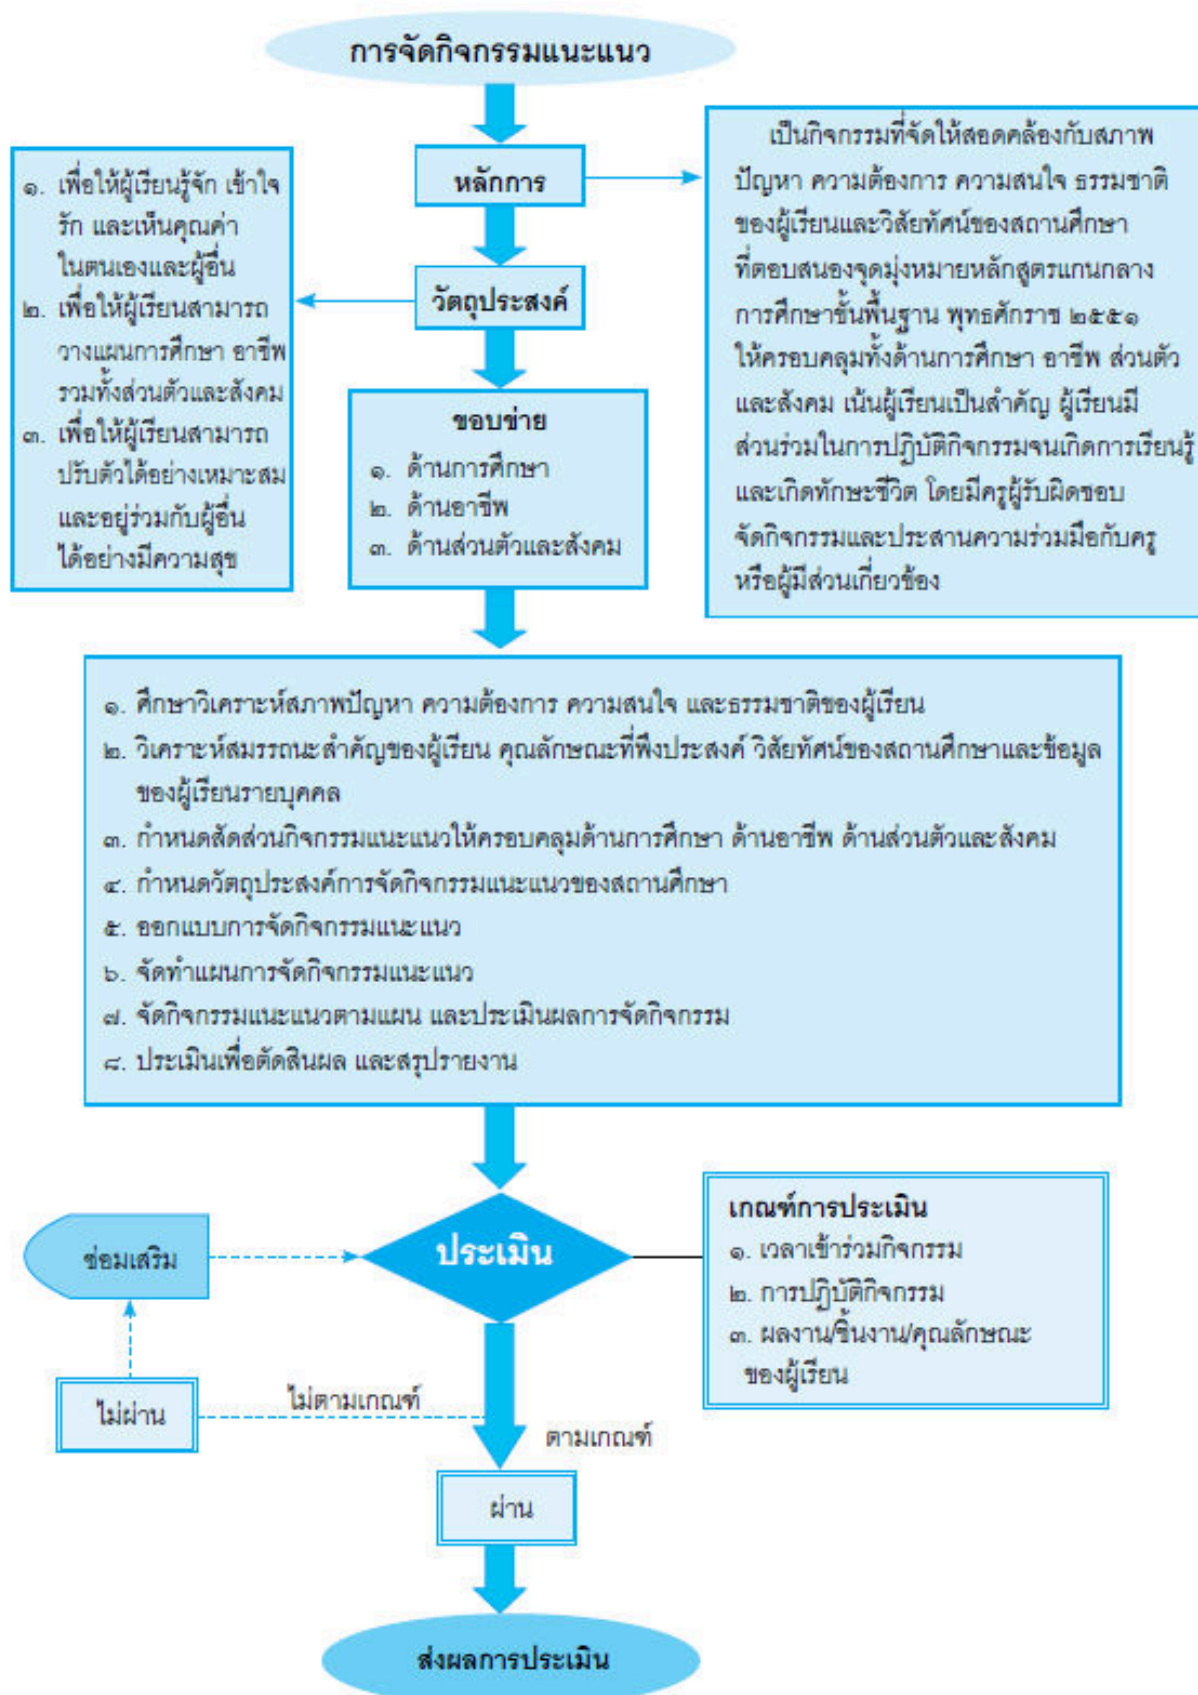 การจัดกิจกรรมแนะแนว
หลักการ
เป็นกิจกรรมที่จัดให้สอดคล้องกับสภาพ
ปัญหา ความต้องการ ความสนใจ ธรรมชาติ
ของผู้เรียนและวิสัยทัศน์ของสถานศึกษา
ที่ตอบสนองจุดมุ่งหมายหลักสูตรแกนกลาง
การศึกษาขั้นพื้นฐาน พุทธศักราช ๒๕๕๑
ให้ครอบคลุมทั้งด้านการศึกษา อาชีพ ส่วนตัว
และสังคม เน้นผู้เรียนเป็นสำคัญ ผู้เรียนมี
ส่วนร่วมในการปฏิบัติกิจกรรมจนเกิดการเรียนรู้
และเกิดทักษะชีวิต โดยมีครูผู้รับผิดชอบ
จัดกิจกรรมและประสานความร่วมมือกับครู
หรือผู้มีส่วนเกี่ยวข้อง
วัตถุประสงค์
๑. เพื่อให้ผู้เรียนรู้จัก เข้าใจ
รัก และเห็นคุณค่า
ในตนเองและผู้อื่น
๒. เพื่อให้ผู้เรียนสามารถ
วางแผนการศึกษา อาชีพ
รวมทั้งส่วนตัวและสังคม
๓. เพื่อให้ผู้เรียนสามารถ
ปรับตัวได้อย่างเหมาะสม
และอยู่ร่วมกับผู้อื่น
ได้อย่างมีความสุข
ขอบข่าย
๑. ด้านการศึกษา
๒. ด้านอาชีพ
๓. ด้านส่วนตัวและสังคม
๑. ศึกษาวิเคราะห์สภาพปัญหา ความต้องการ ความสนใจ และธรรมชาติของผู้เรียน
๒. วิเคราะห์สมรรถนะสำคัญของผู้เรียน คุณลักษณะที่พึงประสงค์ วิสัยทัศน์ของสถานศึกษาและข้อมูล
ของผู้เรียนรายบุคคล
๓. กำหนดสัดส่วนกิจกรรมแนะแนวให้ครอบคลุมด้านการศึกษา ด้านอาชีพ ด้านส่วนตัวและสังคม
๔. กำหนดวัตถุประสงค์การจัดกิจกรรมแนะแนวของสถานศึกษา
๕. ออกแบบการจัดกิจกรรมแนะแนว
๖. จัดทำแผนการจัดกิจกรรมแนะแนว
๗. จัดกิจกรรมแนะแนวตามแผน และประเมินผลการจัดกิจกรรม
๘. ประเมินเพื่อตัดสินผล และสรุปรายงาน
ประเมิน
เกณฑ์การประเมิน
๑. เวลาเข้าร่วมกิจกรรม
๒. การปฏิบัติกิจกรรม
๓. ผลงาน/ชิ้นงาน/คุณลักษณะ
ของผู้เรียน
ซ่อมเสริม
ไม่ผ่าน
ไม่ตามเกณฑ์
ตามเกณฑ์
ผ่าน
ส่งผลการประเมิน